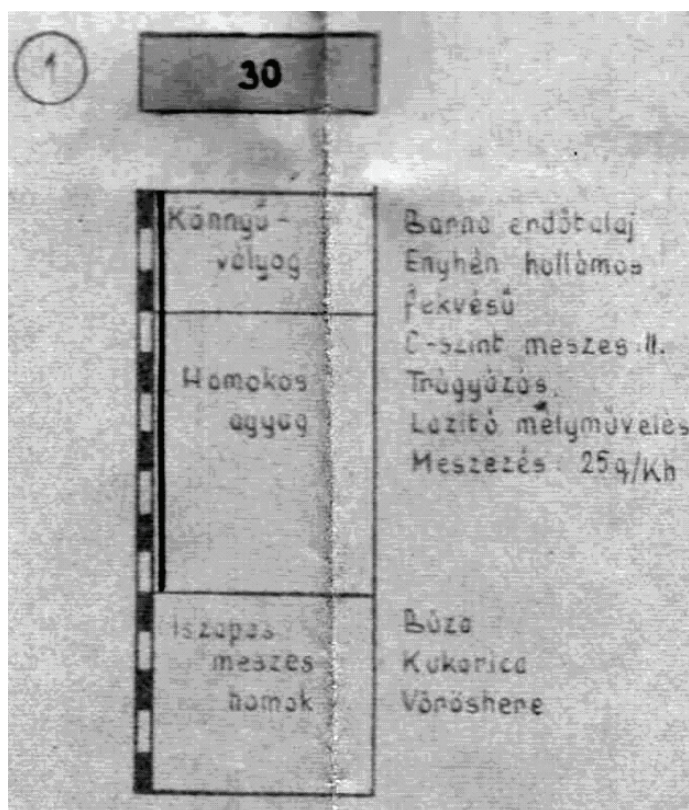 1
30
Könnyű-
vályog
Homokos
agyag
Iszapos
meszes
homok
Barna erdőtalaj
Enyhén hullámos
fekvésű
C-szint meszes II.
Trágyázás.
Lazító mélyművelés
Meszezés: 25q/Kh
Búza
Kukorica
Vöröshere